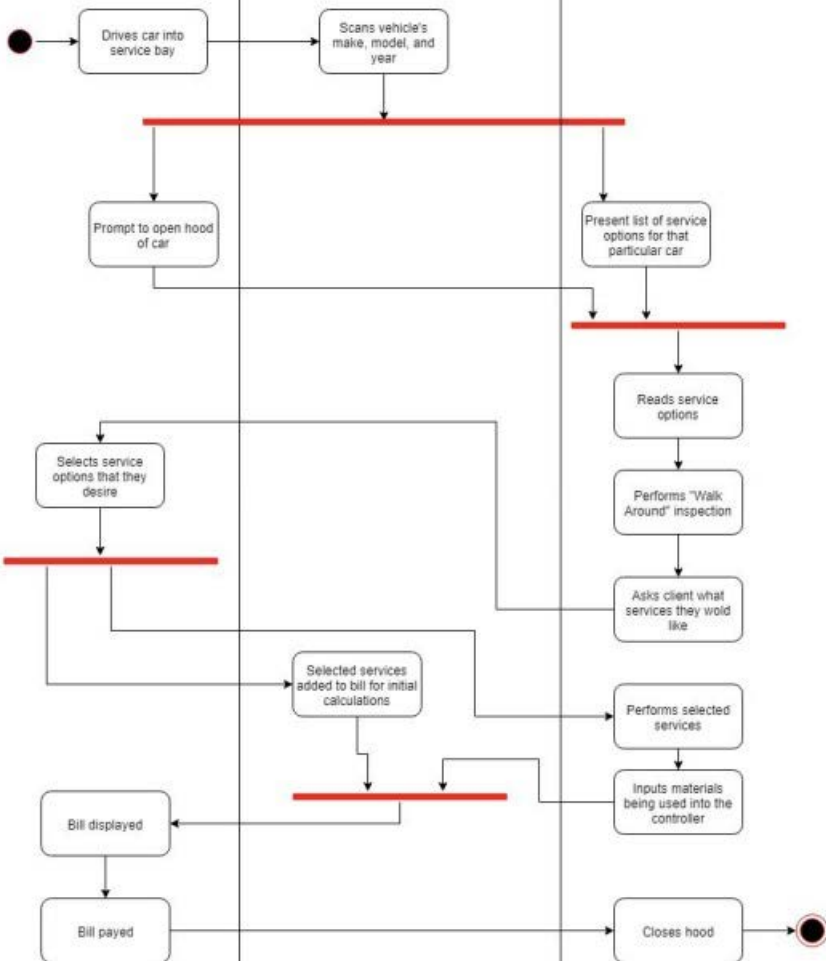 Drives car into
service bay
Scans vehicle's
make, model, and
year
Prompt to open hood
of car
Present list of service
options for that
particular car
Reads service
options
Selects service
options that they
desire
Performs "Walk
Around" inspection
Asks client what
services they wold
like
Selected services
added to bill for initial
calculations
Performs selected
services
Inputs materials
being used into the
controller
Bill displayed
Bill payed
Closes hood